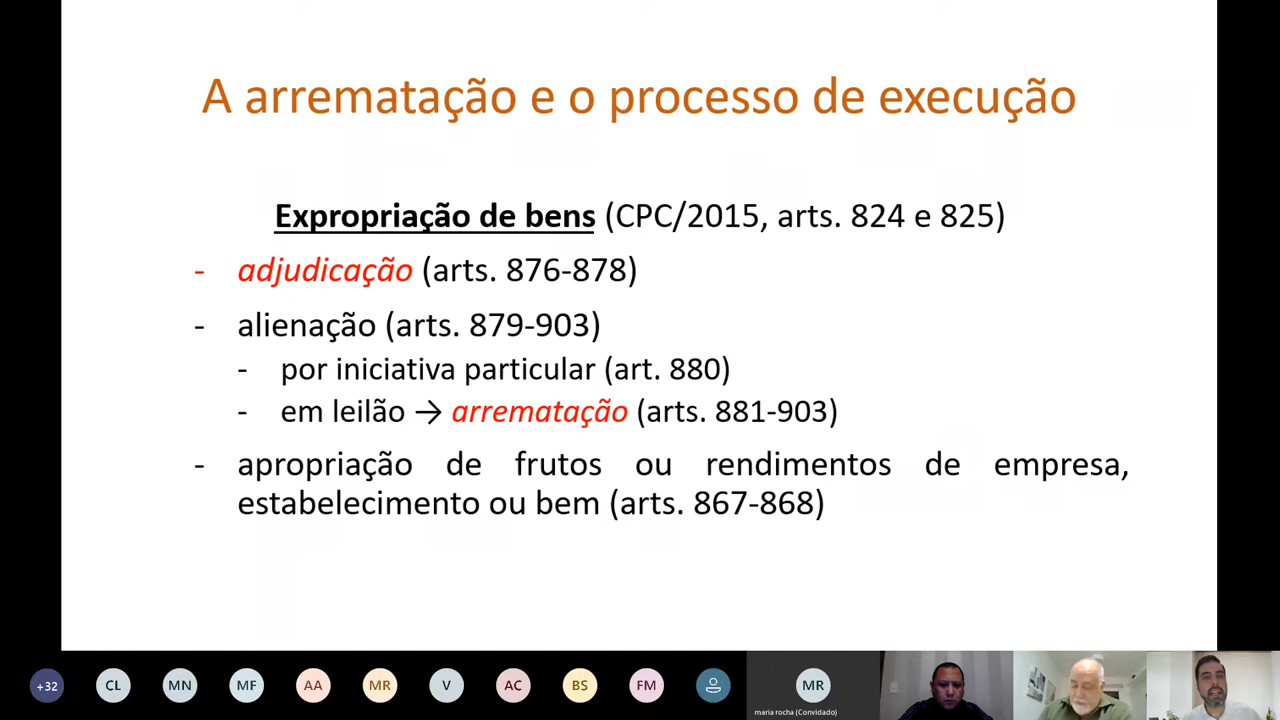 A arrematação e o processo de execução
Expropriação de bens (CPC/2015, arts. 824 e 825)
- adjudicação (arts. 876-878)
- alienação (arts. 879-903)
- por iniciativa particular (art. 880)
- em leilão → arrematação (arts. 881-903)
- apropriação de frutos ou rendimentos de empresa,
estabelecimento ou bem (arts. 867-868)
+32 CL MN MF AA MR V AC BS FM MR
maria rocha (Convidado)